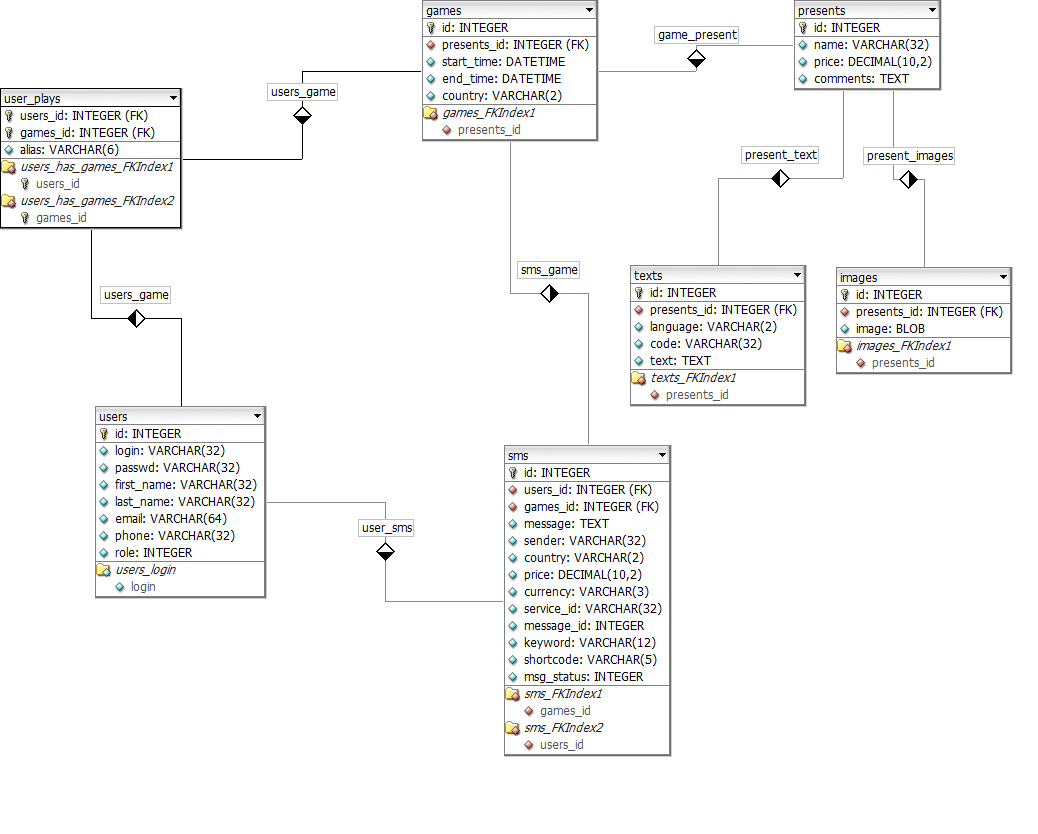 games
id: INTEGER
presents_id: INTEGER (FK)
start_time: DATETIME
end_time: DATETIME
country: VARCHAR(2)
games_FKIndex1
presents_id
game_present
presents
id: INTEGER
name: VARCHAR(32)
price: DECIMAL(10,2)
comments: TEXT
users_game
user_plays
users_id: INTEGER (FK)
games_id: INTEGER (FK)
alias: VARCHAR(6)
users_has_games_FKIndex1
users_id
users_has_games_FKIndex2
games_id
present_text
present_images
users_game
sms_game
texts
id: INTEGER
presents_id: INTEGER (FK)
language: VARCHAR(2)
code: VARCHAR(32)
text: TEXT
texts_FKIndex1
presents_id
images
id: INTEGER
presents_id: INTEGER (FK)
image: BLOB
images_FKIndex1
presents_id
users
id: INTEGER
login: VARCHAR(32)
passwd: VARCHAR(32)
first_name: VARCHAR(32)
last_name: VARCHAR(32)
email: VARCHAR(64)
phone: VARCHAR(32)
role: INTEGER
users_login
login
user_sms
sms
id: INTEGER
users_id: INTEGER (FK)
games_id: INTEGER (FK)
message: TEXT
sender: VARCHAR(32)
country: VARCHAR(2)
price: DECIMAL(10,2)
currency: VARCHAR(3)
service_id: VARCHAR(32)
message_id: INTEGER
keyword: VARCHAR(12)
shortcode: VARCHAR(5)
msg_status: INTEGER
sms_FKIndex1
games_id
sms_FKIndex2
users_id